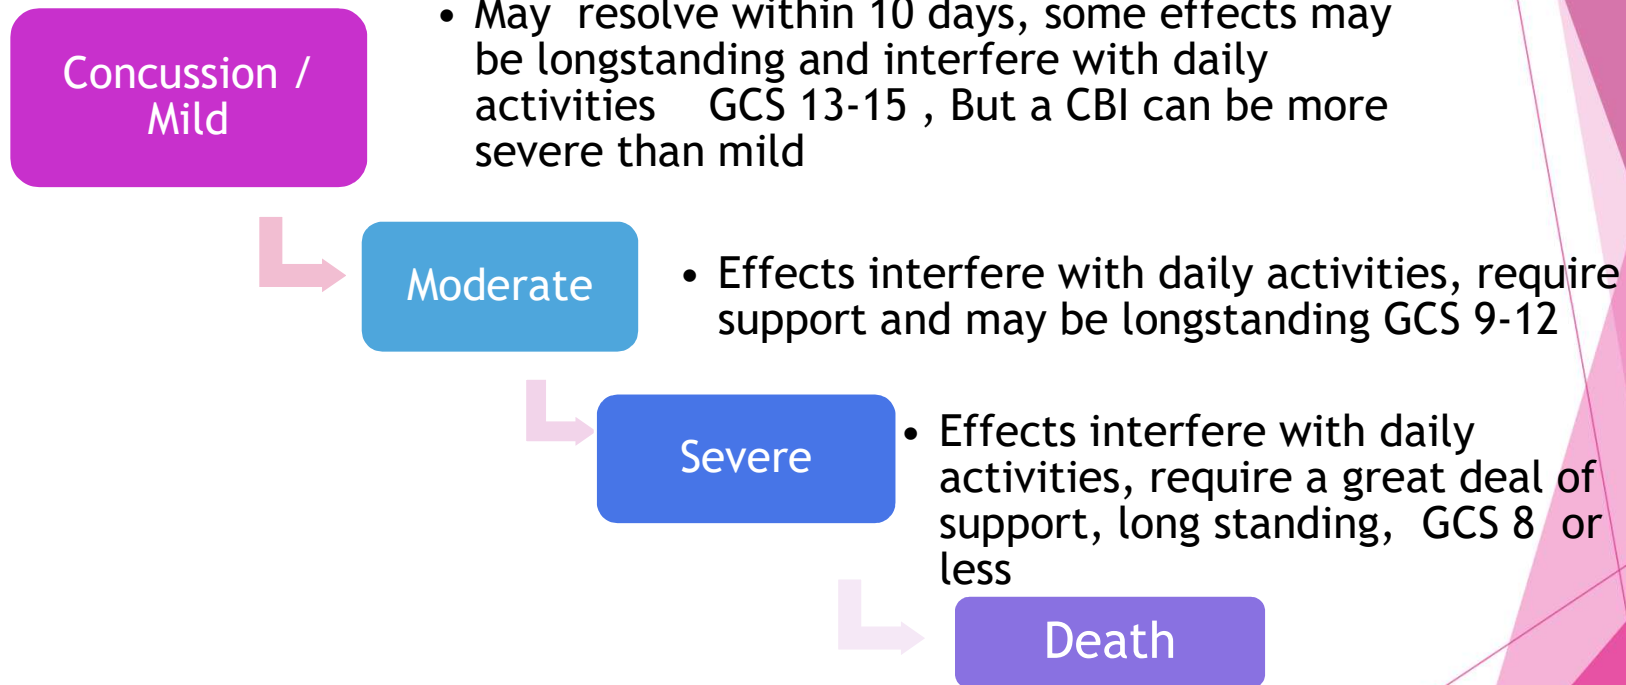 Concussion /
Mild
• May resolve within 10 days, some effects may
be longstanding and interfere with daily
activities GCS 13-15 , But a CBI can be more
severe than mild
Moderate
• Effects interfere with daily activities, require
support and may be longstanding GCS 9-12
Severe
• Effects interfere with daily
activities, require a great deal of
support, long standing, GCS 8 or
less
Death